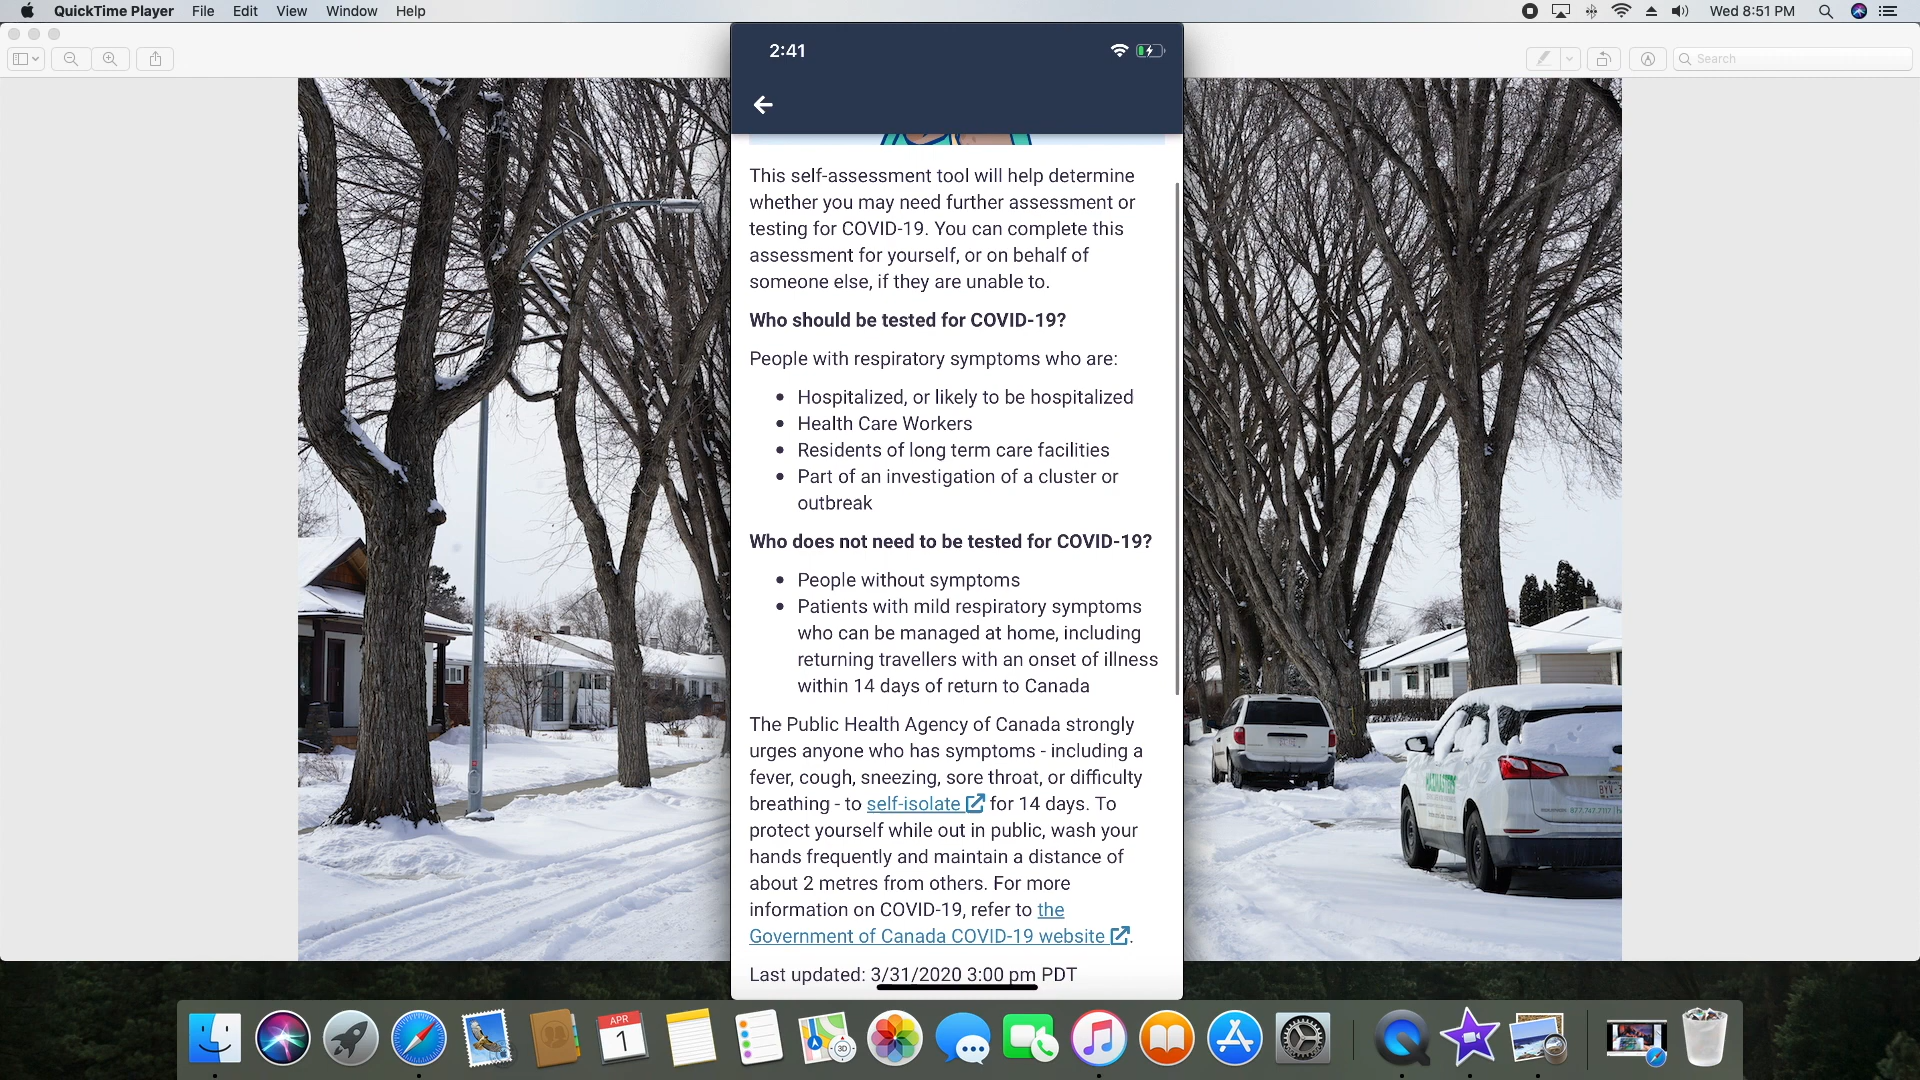 QuickTime Player File Edit View Window Help Wed 8:51 PM
Search
2:41
This self-assessment tool will help determine
whether you may need further assessment or
testing for COVID-19. You can complete this
assessment for yourself, or on behalf of
someone else, if they are unable to.
Who should be tested for COVID-19?
People with respiratory symptoms who are:
• Hospitalized, or likely to be hospitalized
• Health Care Workers
• Residents of long term care facilities
• Part of an investigation of a cluster or
outbreak
Who does not need to be tested for COVID-19?
• People without symptoms
• Patients with mild respiratory symptoms
who can be managed at home, including
returning travellers with an onset of illness
within 14 days of return to Canada
The Public Health Agency of Canada strongly
urges anyone who has symptoms - including a
fever, cough, sneezing, sore throat, or difficulty
breathing - to self-isolate for 14 days. To
protect yourself while out in public, wash your
hands frequently and maintain a distance of
about 2 metres from others. For more
information on COVID-19, refer to the
Government of Canada COVID-19 website.
Last updated: 3/31/2020 3:00 pm PDT
APR
1
3D